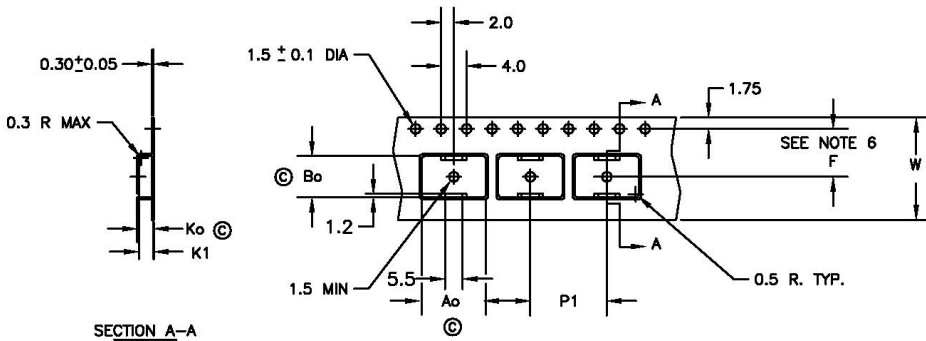 2.0
1.5 ± 0.1 DIA
4.0
0.30±0.05
0.3 R MAX
A
1.75
SEE NOTE 6
F
W
Ⓒ Bo
1.2
Ko Ⓒ
K1
5.5
1.5 MIN
Ao
Ⓒ
P1
A
0.5 R. TYP.
SECTION A-A